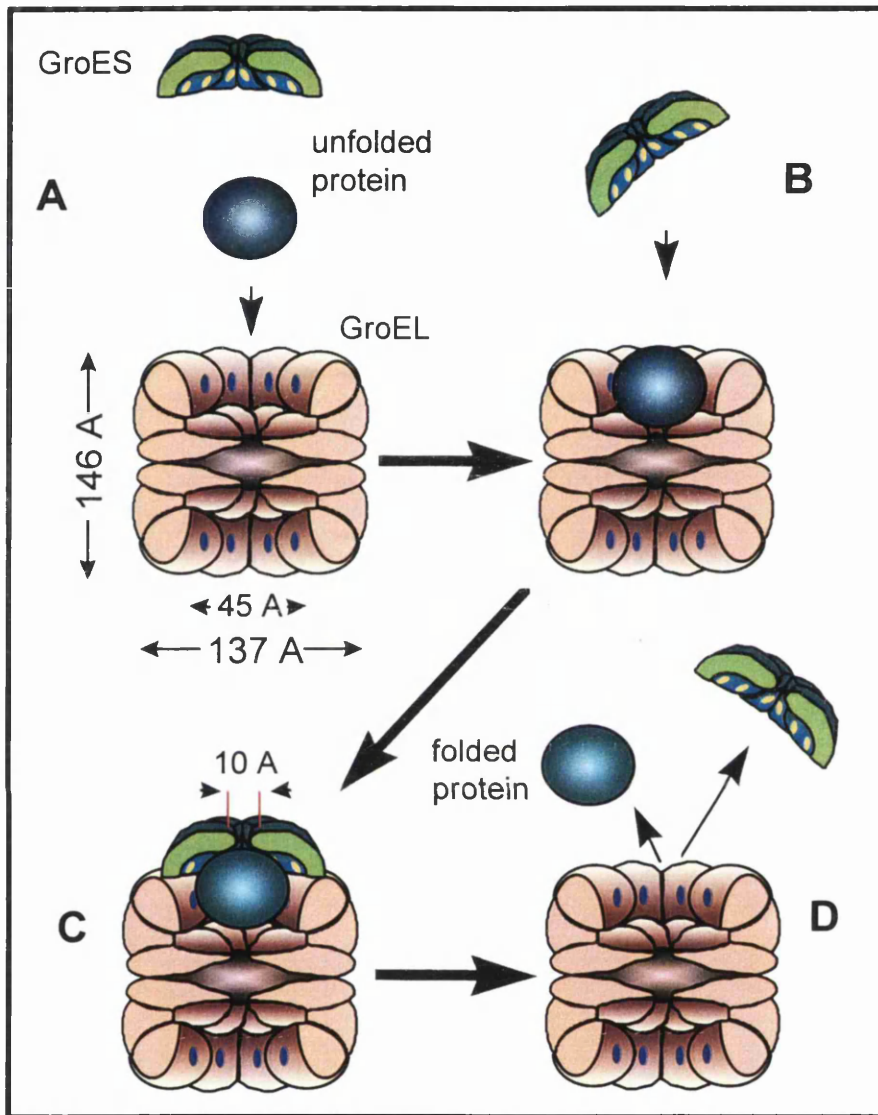 GroES
unfolded
protein
A
B
GroEL
146 A
45 A
137 A
10 A
folded
protein
C
D